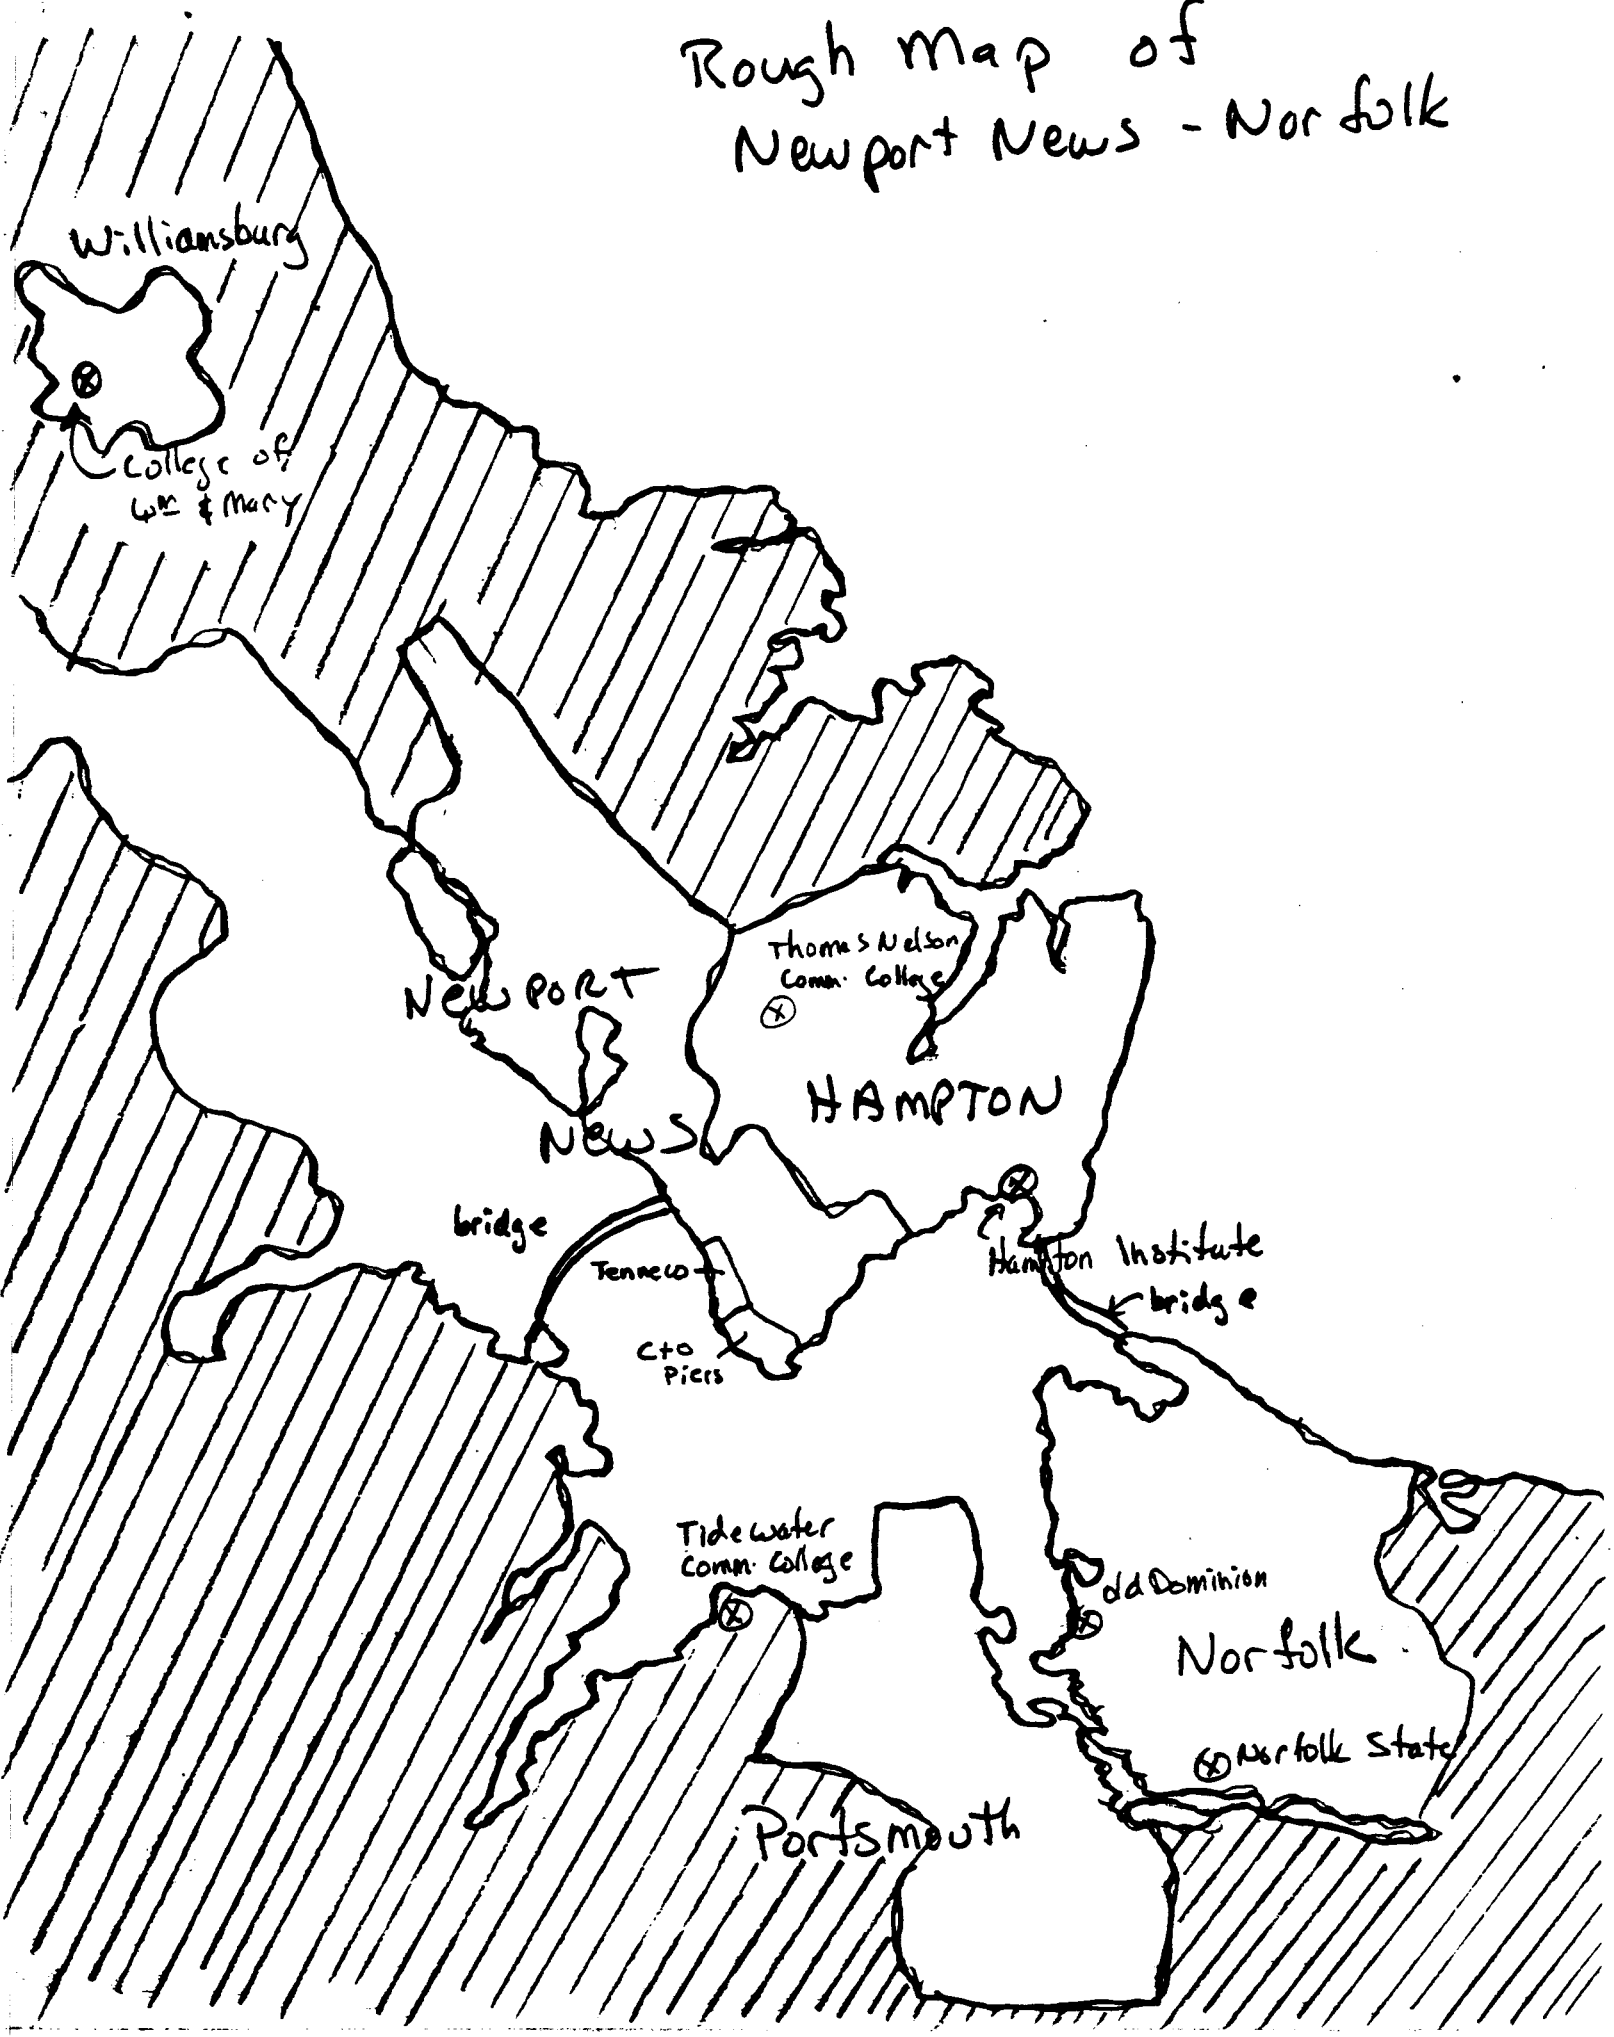 Rough Map of
Newport News - Norfolk
Williamsburg
College of
Wm & Mary
Thomas Nelson
Comm. College
NEWPORT
NEWS
HAMPTON
bridge
Hampton Institute
bridge
Tenneco
C+O
Piers
Tidewater
Comm. College
Old Dominion
Norfolk
Norfolk State
Portsmouth